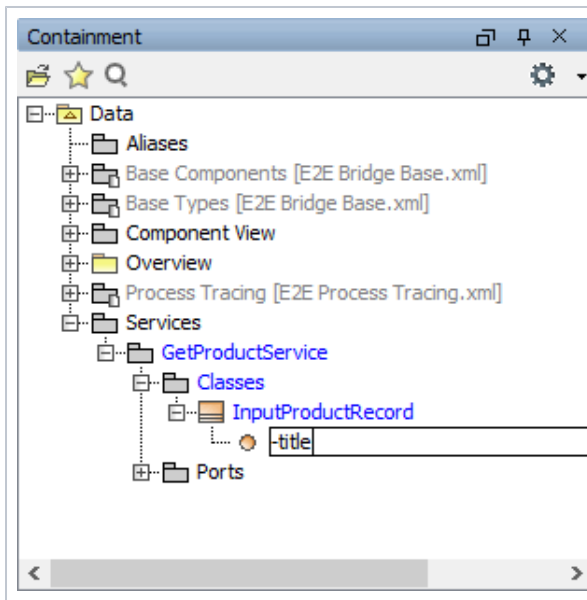 Containment
Data
Aliases
Base Components [E2E Bridge Base.xml]
Base Types [E2E Bridge Base.xml]
Component View
Overview
Process Tracing [E2E Process Tracing.xml]
Services
GetProductService
Classes
InputProductRecord
-title
Ports